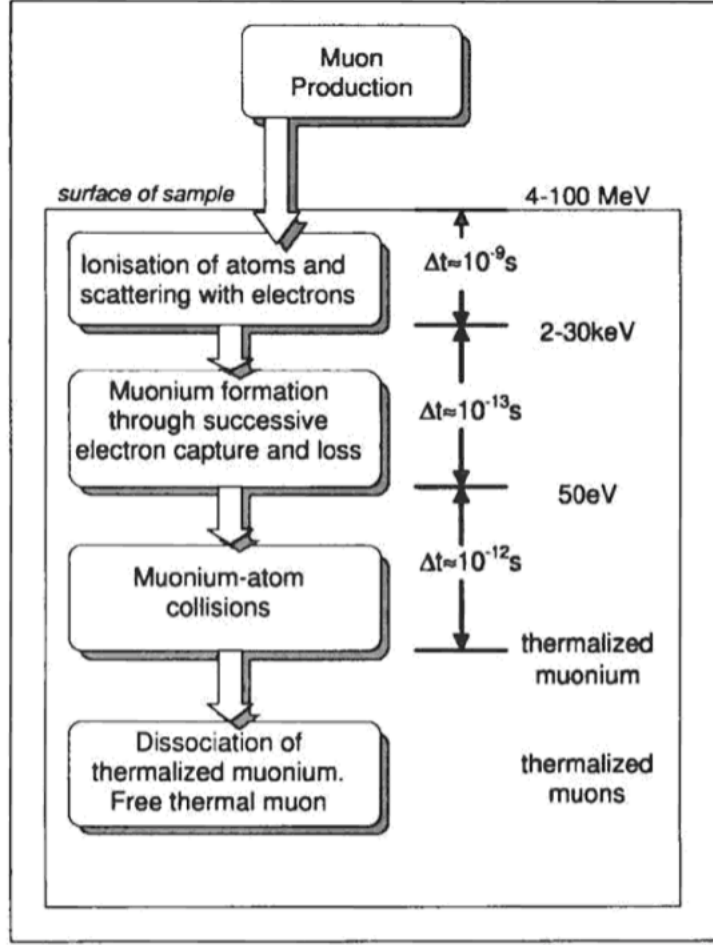 Muon
Production
surface of sample
4-100 MeV
Ionisation of atoms and
scattering with electrons
Δt≈10⁻⁹s
2-30keV
Muonium formation
through successive
electron capture and loss
Δt≈10⁻¹³s
50eV
Muonium-atom
collisions
Δt≈10⁻¹²s
thermalized
muonium
Dissociation of
thermalized muonium.
Free thermal muon
thermalized
muons